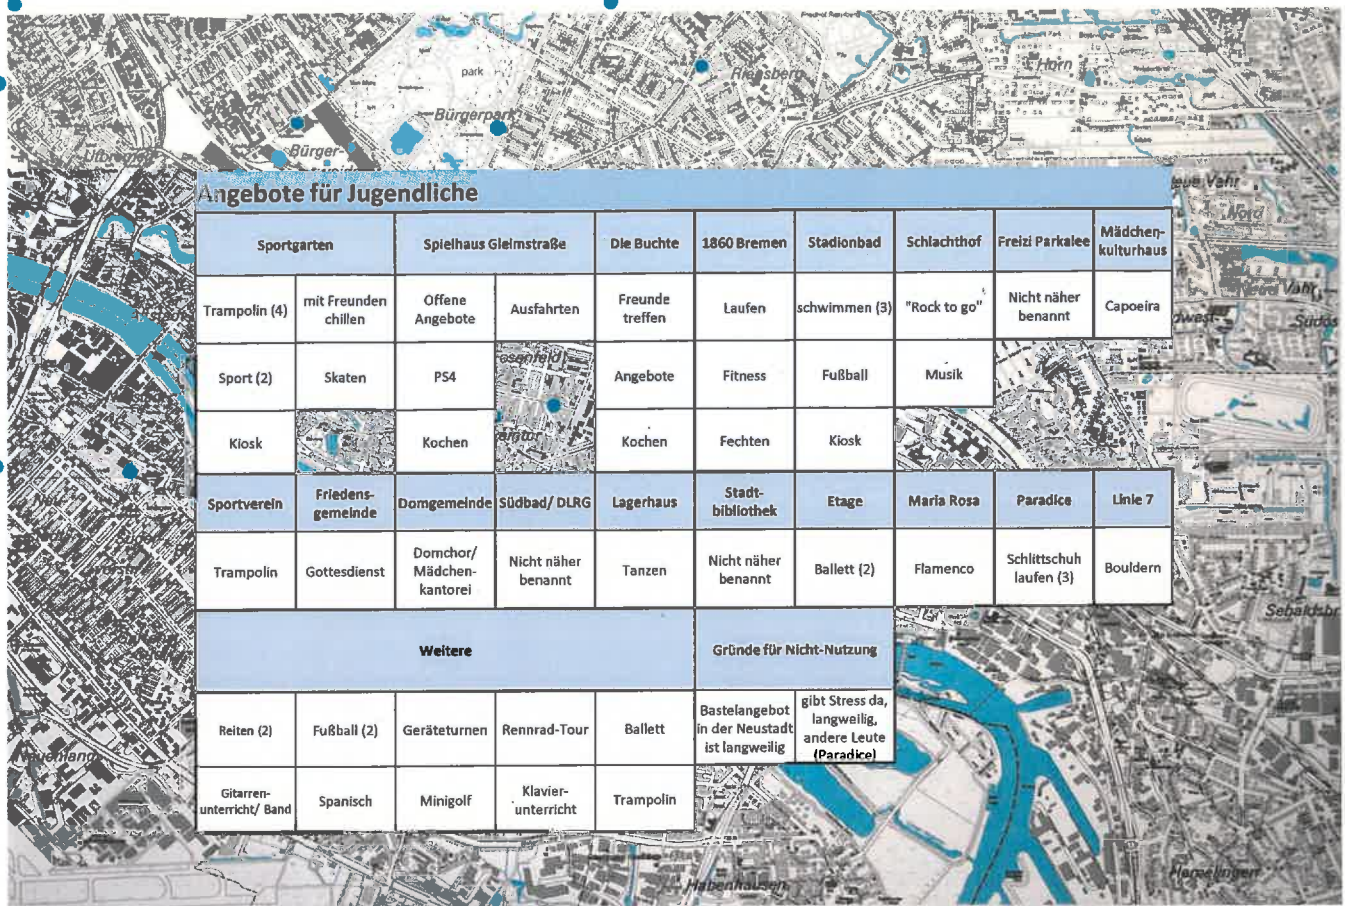 park
Bürgerpark
Riensberg
Horn
Bürger-
Angebote für Jugendliche
Sportgarten
Spielhaus Gleimstraße
Die Buchte
1860 Bremen
Stadionbad
Schlachthof
Freizi Parkalee
Mädchen-
kulturhaus
Trampolin (4)
mit Freunden
chillen
Offene
Angebote
Ausfahrten
Freunde
treffen
Laufen
schwimmen (3)
"Rock to go"
Nicht näher
benannt
Capoeira
Sport (2)
Skaten
PS4
Angebote
Fitness
Fußball
Musik
Kiosk
Kochen
Kochen
Fechten
Kiosk
Sportverein
Friedens-
gemeinde
Domgemeinde
Südbad/ DLRG
Lagerhaus
Stadt-
bibliothek
Etage
Maria Rosa
Paradice
Linie 7
Trampolin
Gottesdienst
Domchor/
Mädchen-
kantorei
Nicht näher
benannt
Tanzen
Nicht näher
benannt
Ballett (2)
Flamenco
Schlittschuh
laufen (3)
Bouldern
Weitere
Gründe für Nicht-Nutzung
Reiten (2)
Fußball (2)
Geräteturnen
Rennrad-Tour
Ballett
Bastelangebot
in der Neustadt
ist langweilig
gibt Stress da,
langweilig,
andere Leute
(Paradice)
Gitarren-
unterricht/ Band
Spanisch
Minigolf
Klavier-
unterricht
Trampolin
Nord
Vahr
Sebaldsbr
Habenhausen
Hemelingen